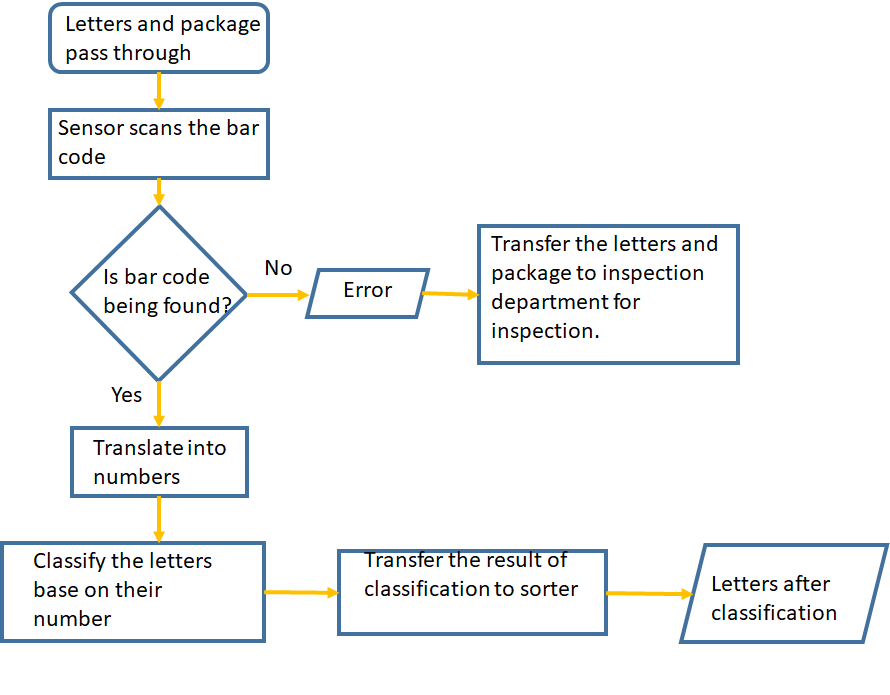 Letters and package
pass through
Sensor scans the bar
code
Is bar code
being found?
No
Error
Transfer the letters and
package to inspection
department for
inspection.
Yes
Translate into
numbers
Classify the letters
base on their
number
Transfer the result of
classification to sorter
Letters after
classification